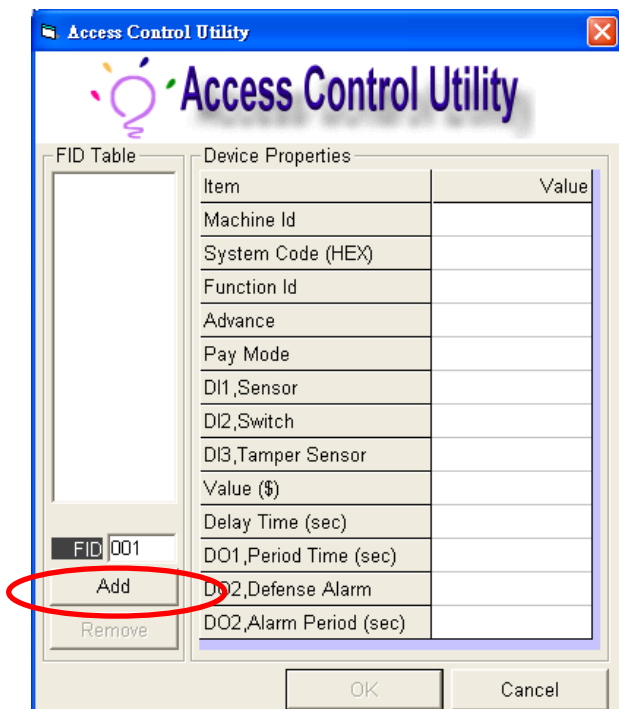 Access Control Utility
Access Control Utility
FID Table
Device Properties
Item Value
Machine Id
System Code (HEX)
Function Id
Advance
Pay Mode
DI1,Sensor
DI2,Switch
DI3,Tamper Sensor
Value ($)
Delay Time (sec)
DO1,Period Time (sec)
DO2,Defense Alarm
DO2,Alarm Period (sec)
FID 001
Add
Remove
OK Cancel